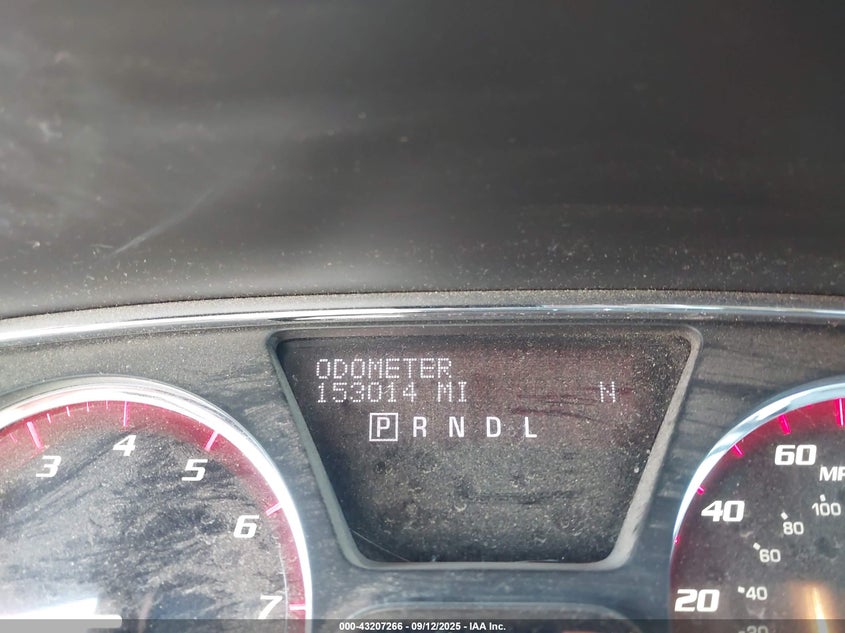 ODOMETER
153014 MI N
P R N D L
3 4 5 6 7
20 40 60
40 60 80 100
000-43207266 - 09/12/2025 - IAA Inc.